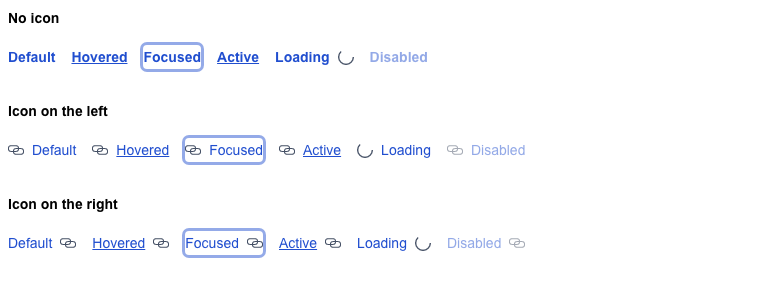 No icon
Default Hovered Focused Active Loading Disabled
Icon on the left
Default Hovered Focused Active Loading Disabled
Icon on the right
Default Hovered Focused Active Loading Disabled